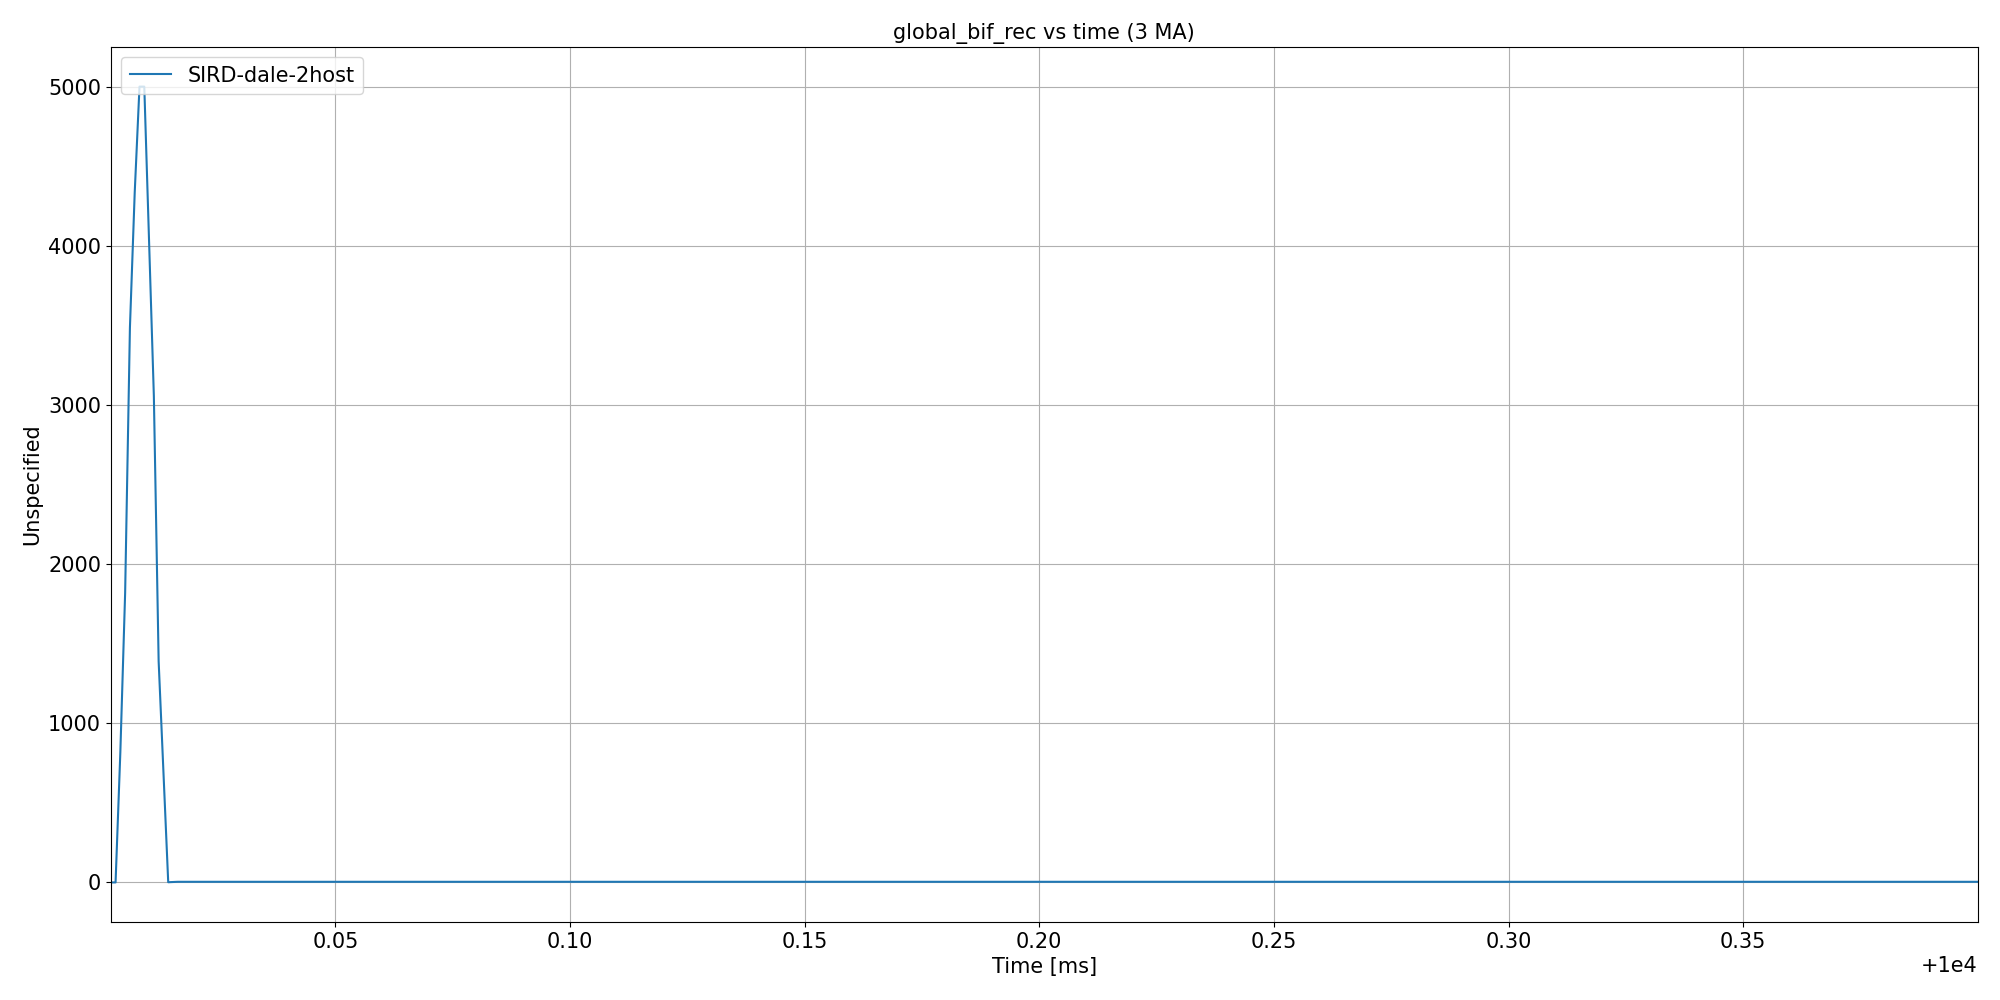 global_bif_rec vs time (3 MA)
SIRD-dale-2host
5000
4000
3000
2000
1000
0
Unspecified
0.05 0.10 0.15 0.20 0.25 0.30 0.35
Time [ms]
+1e4